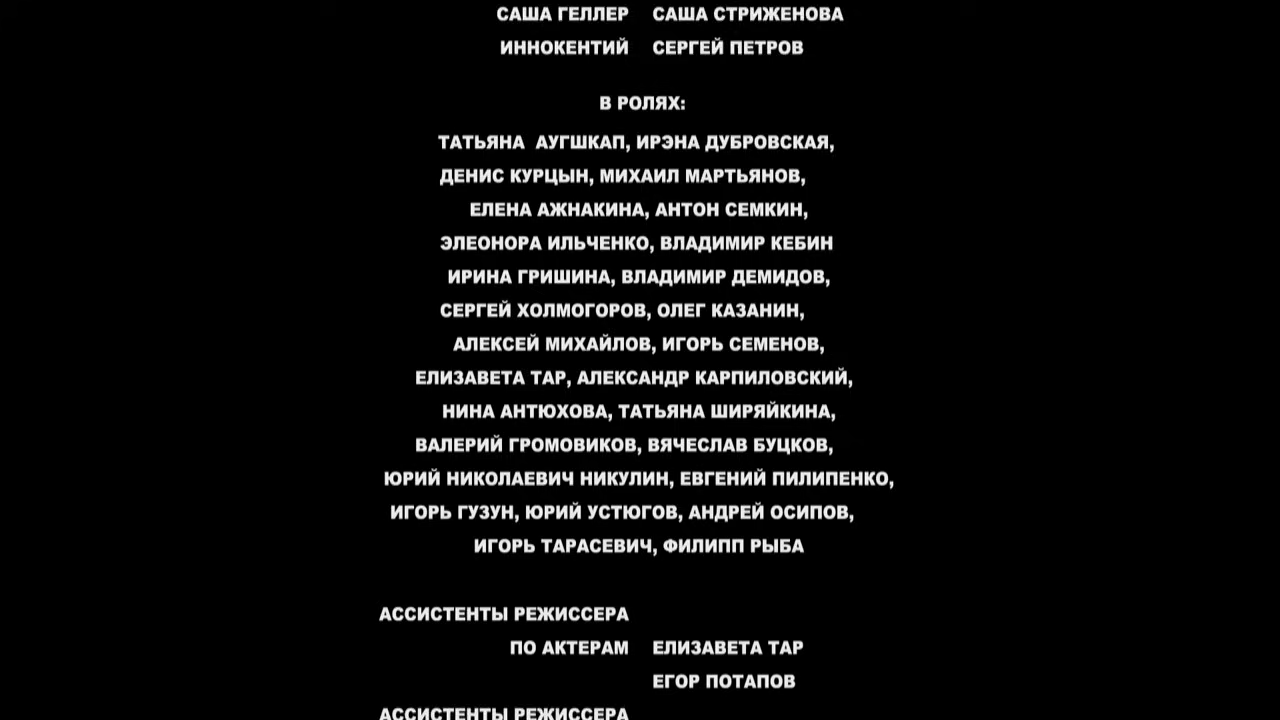 САША ГЕЛЛЕР САША СТРИЖЕНОВА
ИННОКЕНТИЙ СЕРГЕЙ ПЕТРОВ
В РОЛЯХ:
ТАТЬЯНА АУГШКАП, ИРЭНА ДУБРОВСКАЯ,
ДЕНИС КУРЦЫН, МИХАИЛ МАРТЬЯНОВ,
ЕЛЕНА АЖНАКИНА, АНТОН СЕМКИН,
ЭЛЕОНОРА ИЛЬЧЕНКО, ВЛАДИМИР КЕБИН
ИРИНА ГРИШИНА, ВЛАДИМИР ДЕМИДОВ,
СЕРГЕЙ ХОЛМОГОРОВ, ОЛЕГ КАЗАНИН,
АЛЕКСЕЙ МИХАЙЛОВ, ИГОРЬ СЕМЕНОВ,
ЕЛИЗАВЕТА ТАР, АЛЕКСАНДР КАРПИЛОВСКИЙ,
НИНА АНТЮХОВА, ТАТЬЯНА ШИРЯЙКИНА,
ВАЛЕРИЙ ГРОМОВИКОВ, ВЯЧЕСЛАВ БУЦКОВ,
ЮРИЙ НИКОЛАЕВИЧ НИКУЛИН, ЕВГЕНИЙ ПИЛИПЕНКО,
ИГОРЬ ГУЗУН, ЮРИЙ УСТЮГОВ, АНДРЕЙ ОСИПОВ,
ИГОРЬ ТАРАСЕВИЧ, ФИЛИПП РЫБА
АССИСТЕНТЫ РЕЖИССЕРА
ПО АКТЕРАМ ЕЛИЗАВЕТА ТАР
ЕГОР ПОТАПОВ
АССИСТЕНТЫ РЕЖИССЕРА